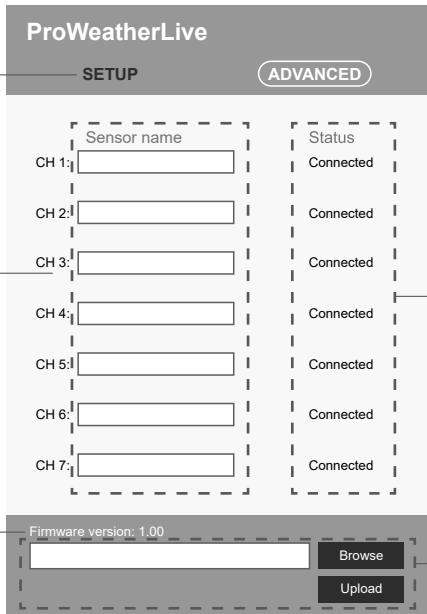 ProWeatherLive
SETUP ADVANCED
Sensor name Status
CH 1: Connected
CH 2: Connected
CH 3: Connected
CH 4: Connected
CH 5: Connected
CH 6: Connected
CH 7: Connected
Firmware version: 1.00
Browse
Upload